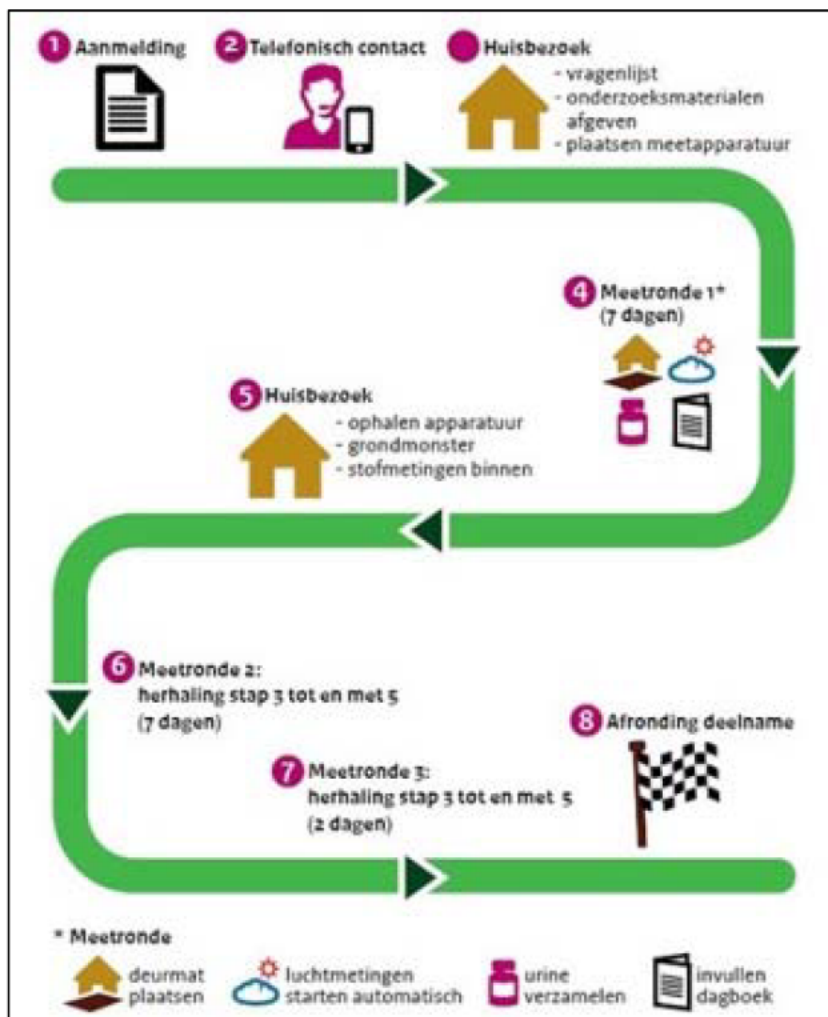 1 Aanmelding
2 Telefonisch contact
Huisbezoek
- vragenlijst
- onderzoeksmaterialen
afgeven
- plaatsen meetapparatuur
4 Meetronde 1*
(7 dagen)
5 Huisbezoek
- ophalen apparatuur
- grondmonster
- stofmetingen binnen
6 Meetronde 2:
herhaling stap 3 tot en met 5
(7 dagen)
7 Meetronde 3:
herhaling stap 3 tot en met 5
(2 dagen)
8 Afronding deelname
* Meetronde
deurmat
plaatsen
luchtmetingen
starten automatisch
urine
verzamelen
invullen
dagboek